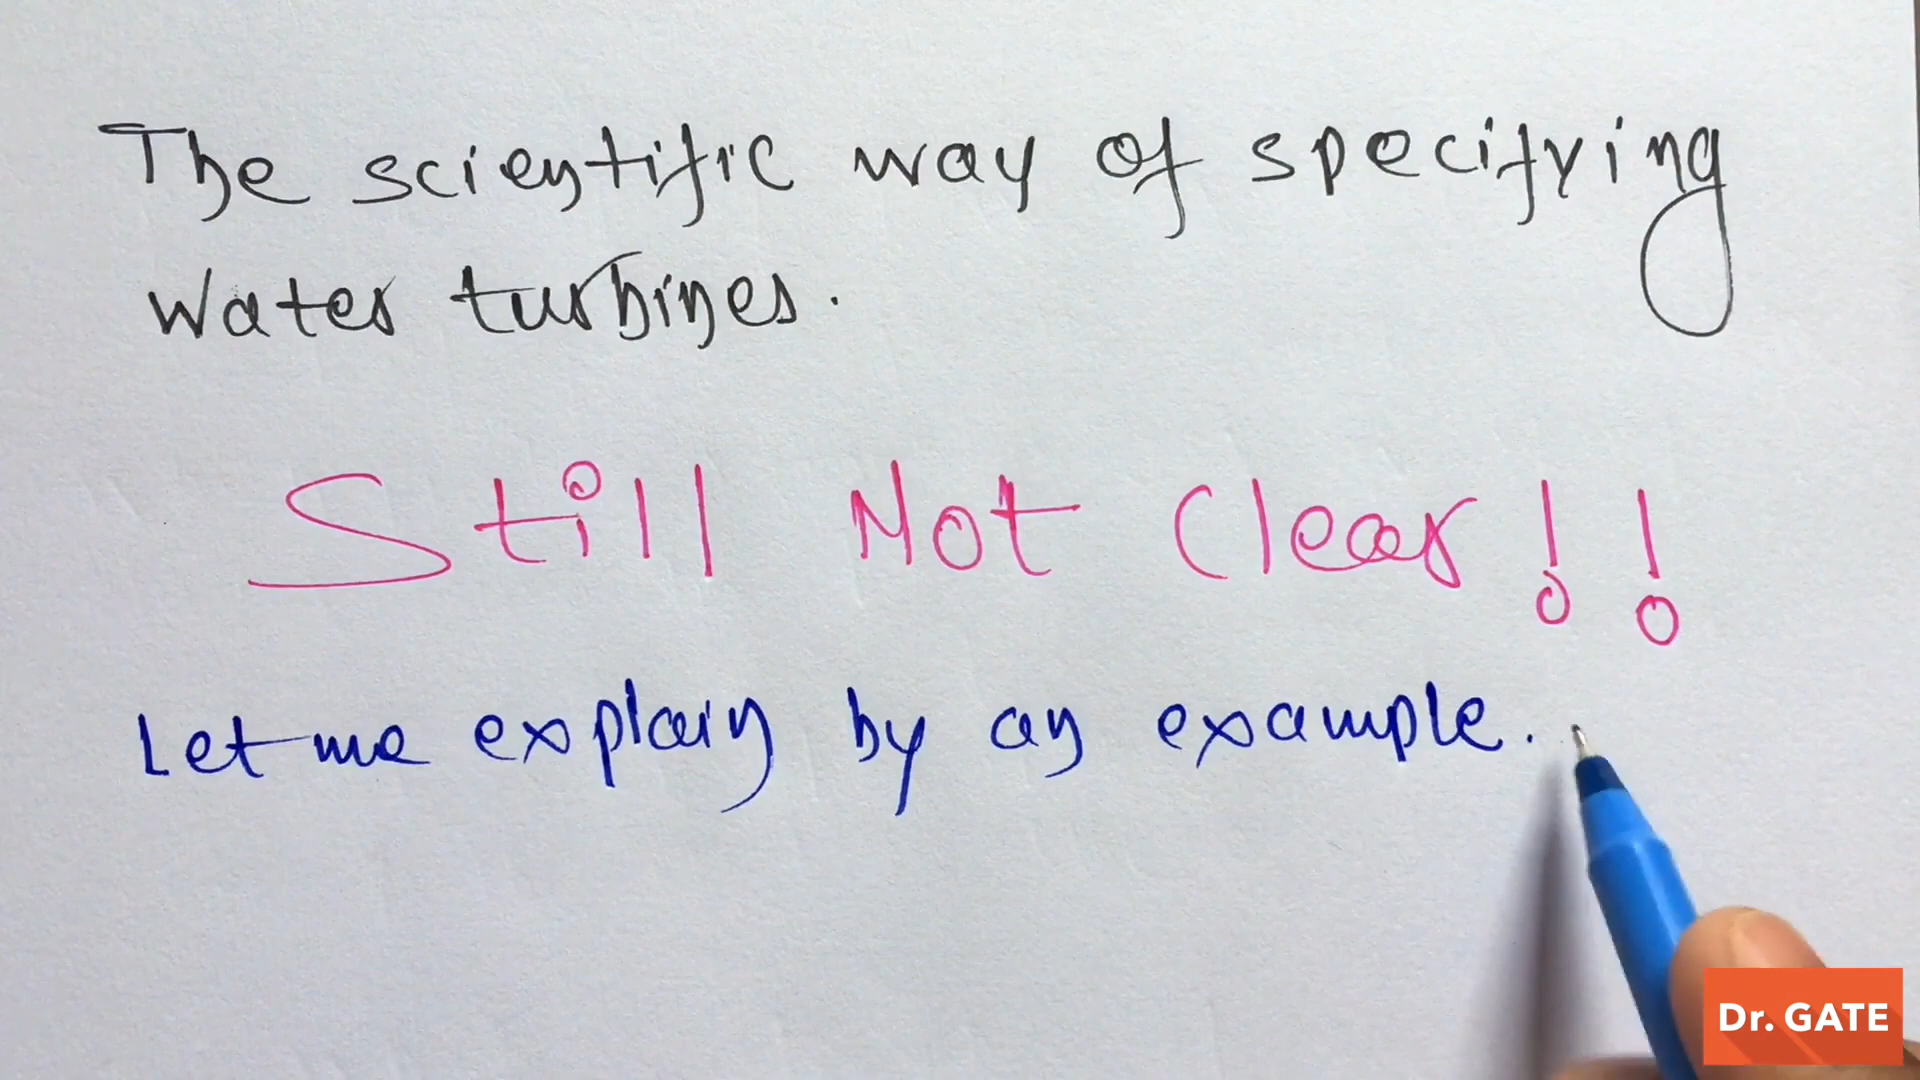 The scientific way of specifying
Water turbines.
Still Not Clear!!
Let me explain by an example.
Dr. GATE